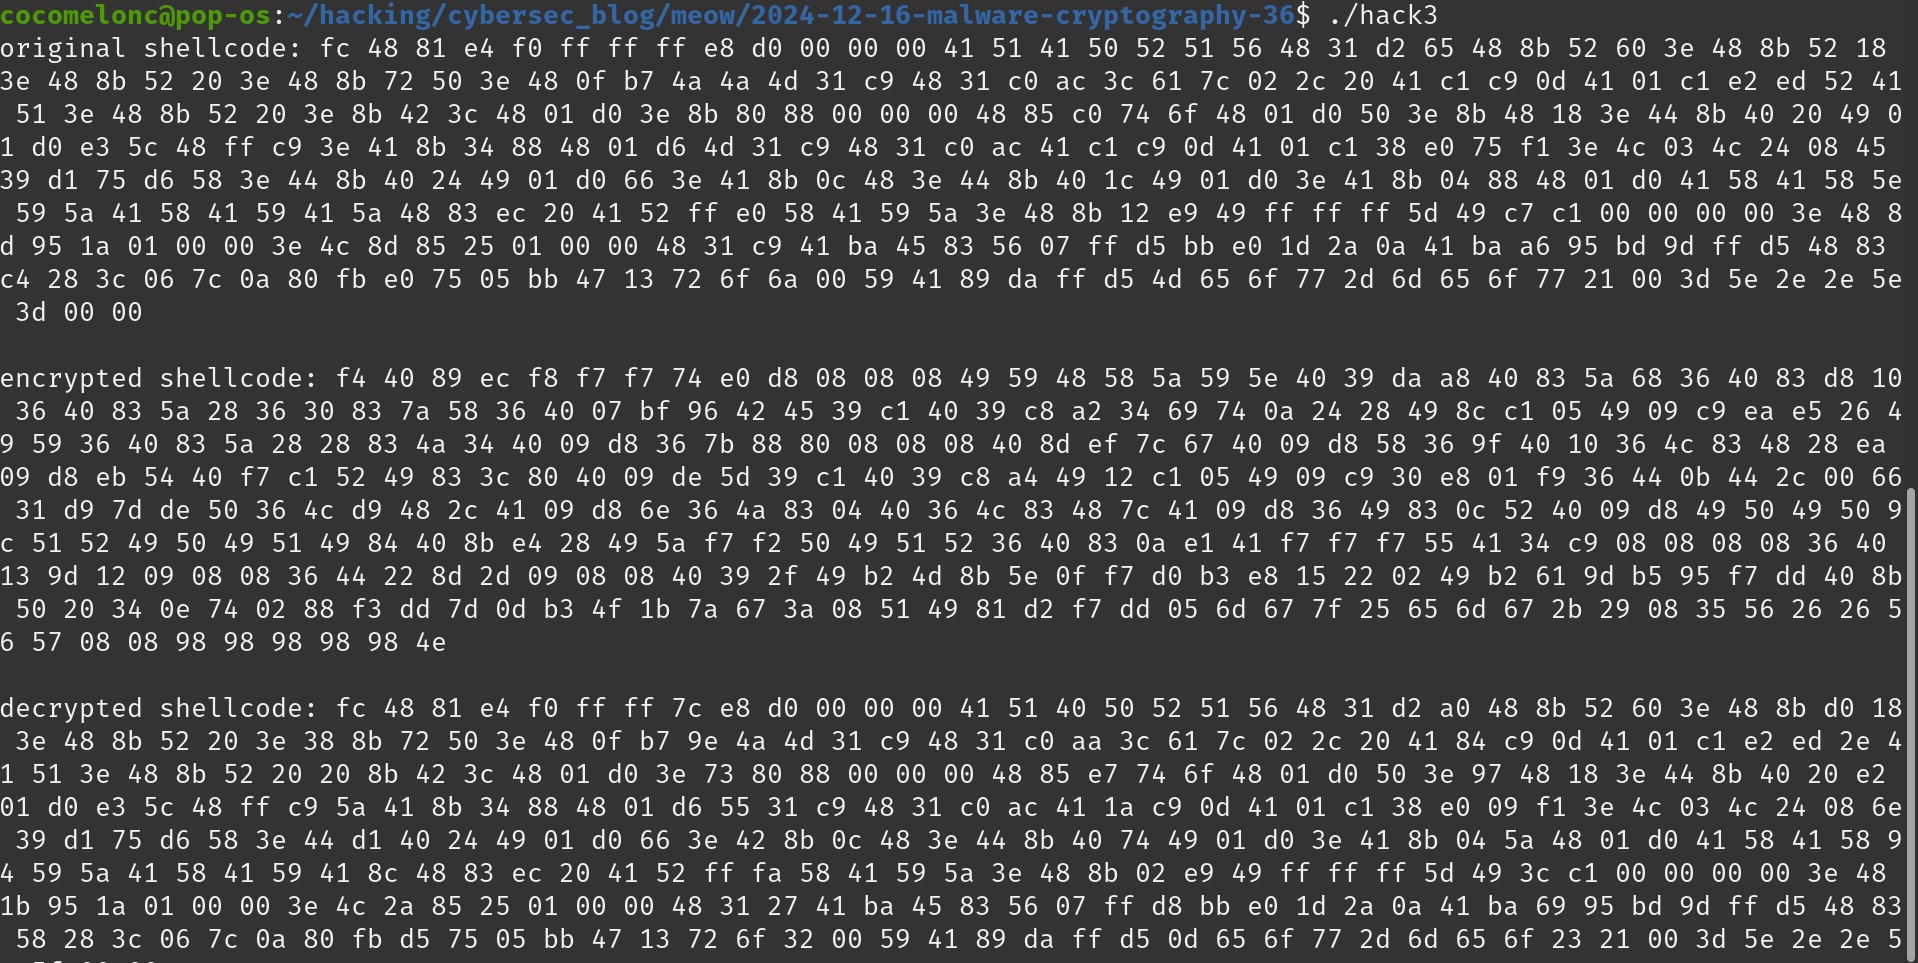 cocomelonc@pop-os:~/hacking/cybersec_blog/meow/2024-12-16-malware-cryptography-36$ ./hack3
original shellcode: fc 48 81 e4 f0 ff ff ff e8 d0 00 00 00 41 51 41 50 52 51 56 48 31 d2 65 48 8b 52 60 3e 48 8b 52 18
3e 48 8b 52 20 3e 48 8b 72 50 3e 48 0f b7 4a 4a 4d 31 c9 48 31 c0 ac 3c 61 7c 02 2c 20 41 c1 c9 0d 41 01 c1 e2 ed 52 41
51 3e 48 8b 52 20 3e 8b 42 3c 48 01 d0 3e 8b 80 88 00 00 00 48 85 c0 74 6f 48 01 d0 50 3e 8b 48 18 3e 44 8b 40 20 49 0
1 d0 e3 5c 48 ff c9 3e 41 8b 34 88 48 01 d6 4d 31 c9 48 31 c0 ac 41 c1 c9 0d 41 01 c1 38 e0 75 f1 3e 4c 03 4c 24 08 45
39 d1 75 d6 58 3e 44 8b 40 24 49 01 d0 66 3e 41 8b 0c 48 3e 44 8b 40 1c 49 01 d0 3e 41 8b 04 88 48 01 d0 41 58 41 58 5e
59 5a 41 58 41 59 41 5a 48 83 ec 20 41 52 ff e0 58 41 59 5a 3e 48 8b 12 e9 49 ff ff ff 5d 49 c7 c1 00 00 00 00 3e 48 8
d 95 1a 01 00 00 3e 4c 8d 85 25 01 00 00 48 31 c9 41 ba 45 83 56 07 ff d5 bb e0 1d 2a 0a 41 ba a6 95 bd 9d ff d5 48 83
c4 28 3c 06 7c 0a 80 fb e0 75 05 bb 47 13 72 6f 6a 00 59 41 89 da ff d5 4d 65 6f 77 2d 6d 65 6f 77 21 00 3d 5e 2e 2e 5e
3d 00 00
encrypted shellcode: f4 40 89 ec f8 f7 f7 74 e0 d8 08 08 08 49 59 48 58 5a 59 5e 40 39 da a8 40 83 5a 68 36 40 83 d8 10
36 40 83 5a 28 36 30 83 7a 58 36 40 07 bf 96 42 45 39 c1 40 39 c8 a2 34 69 74 0a 24 28 49 8c c1 05 49 09 c9 ea e5 26 4
9 59 36 40 83 5a 28 28 83 4a 34 40 09 d8 36 7b 88 80 08 08 08 40 8d ef 7c 67 40 09 d8 58 36 9f 40 10 36 4c 83 48 28 ea
09 d8 eb 54 40 f7 c1 52 49 83 3c 80 40 09 de 5d 39 c1 40 39 c8 a4 49 12 c1 05 49 09 c9 30 e8 01 f9 36 44 0b 44 2c 00 66
31 d9 7d de 50 36 4c d9 48 2c 41 09 d8 6e 36 4a 83 04 40 36 4c 83 48 7c 41 09 d8 36 49 83 0c 52 40 09 d8 49 50 49 50 9
c 51 52 49 50 49 51 49 84 40 8b e4 28 49 5a f7 f2 50 49 51 52 36 40 83 0a e1 41 f7 f7 f7 55 41 34 c9 08 08 08 08 36 40
13 9d 12 09 08 08 36 44 22 8d 2d 09 08 08 40 39 2f 49 b2 4d 8b 5e 0f f7 d0 b3 e8 15 22 02 49 b2 61 9d b5 95 f7 dd 40 8b
50 20 34 0e 74 02 88 f3 dd 7d 0d b3 4f 1b 7a 67 3a 08 51 49 81 d2 f7 dd 05 6d 67 7f 25 65 6d 67 2b 29 08 35 56 26 26 5
6 57 08 08 98 98 98 98 98 4e
decrypted shellcode: fc 48 81 e4 f0 ff ff 7c e8 d0 00 00 00 41 51 40 50 52 51 56 48 31 d2 a0 48 8b 52 60 3e 48 8b d0 18
3e 48 8b 52 20 3e 38 8b 72 50 3e 48 0f b7 9e 4a 4d 31 c9 48 31 c0 aa 3c 61 7c 02 2c 20 41 84 c9 0d 41 01 c1 e2 ed 2e 4
1 51 3e 48 8b 52 20 20 8b 42 3c 48 01 d0 3e 73 80 88 00 00 00 48 85 e7 74 6f 48 01 d0 50 3e 97 48 18 3e 44 8b 40 20 e2
01 d0 e3 5c 48 ff c9 5a 41 8b 34 88 48 01 d6 55 31 c9 48 31 c0 ac 41 1a c9 0d 41 01 c1 38 e0 09 f1 3e 4c 03 4c 24 08 6e
39 d1 75 d6 58 3e 44 d1 40 24 49 01 d0 66 3e 42 8b 0c 48 3e 44 8b 40 74 49 01 d0 3e 41 8b 04 5a 48 01 d0 41 58 41 58 9
4 59 5a 41 58 41 59 41 8c 48 83 ec 20 41 52 ff fa 58 41 59 5a 3e 48 8b 02 e9 49 ff ff ff 5d 49 3c c1 00 00 00 00 3e 48
1b 95 1a 01 00 00 3e 4c 2a 85 25 01 00 00 48 31 27 41 ba 45 83 56 07 ff d8 bb e0 1d 2a 0a 41 ba 69 95 bd 9d ff d5 48 83
58 28 3c 06 7c 0a 80 fb d5 75 05 bb 47 13 72 6f 32 00 59 41 89 da ff d5 0d 65 6f 77 2d 6d 65 6f 23 21 00 3d 5e 2e 2e 5